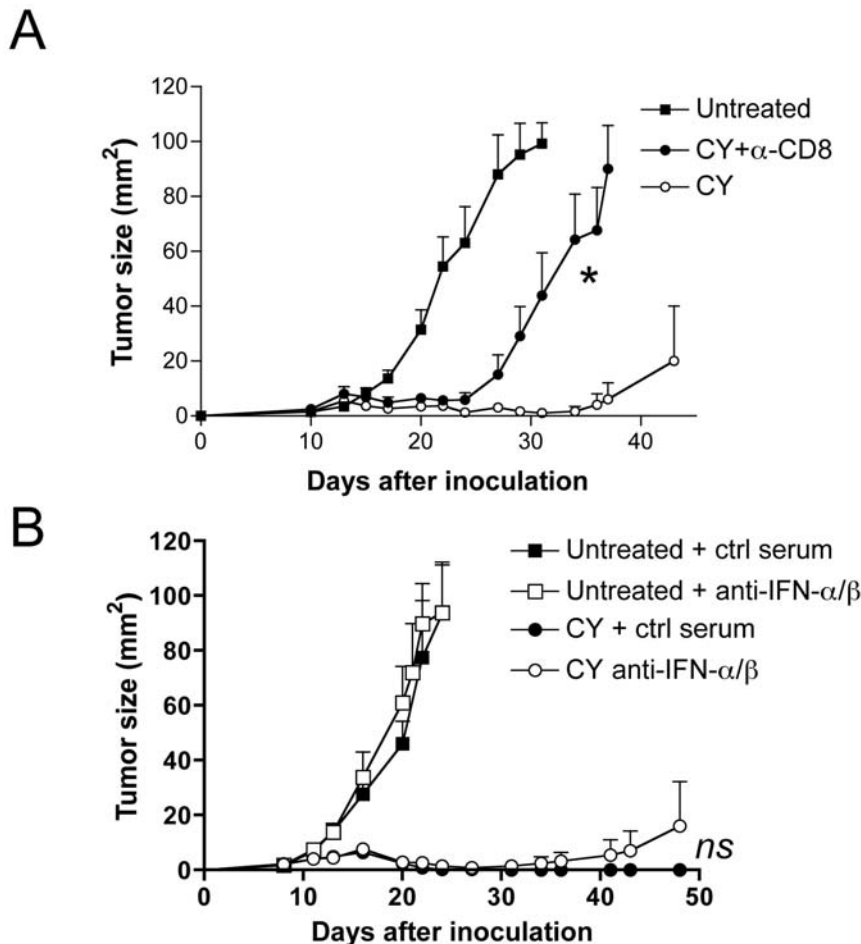 A
120
100
80
60
40
20
0
Tumor size (mm²)
0 10 20 30 40
Days after inoculation
Untreated
CY+α-CD8
CY
*
B
120
100
80
60
40
20
0
Tumor size (mm²)
0 10 20 30 40 50
Days after inoculation
Untreated + ctrl serum
Untreated + anti-IFN-α/β
CY + ctrl serum
CY anti-IFN-α/β
ns